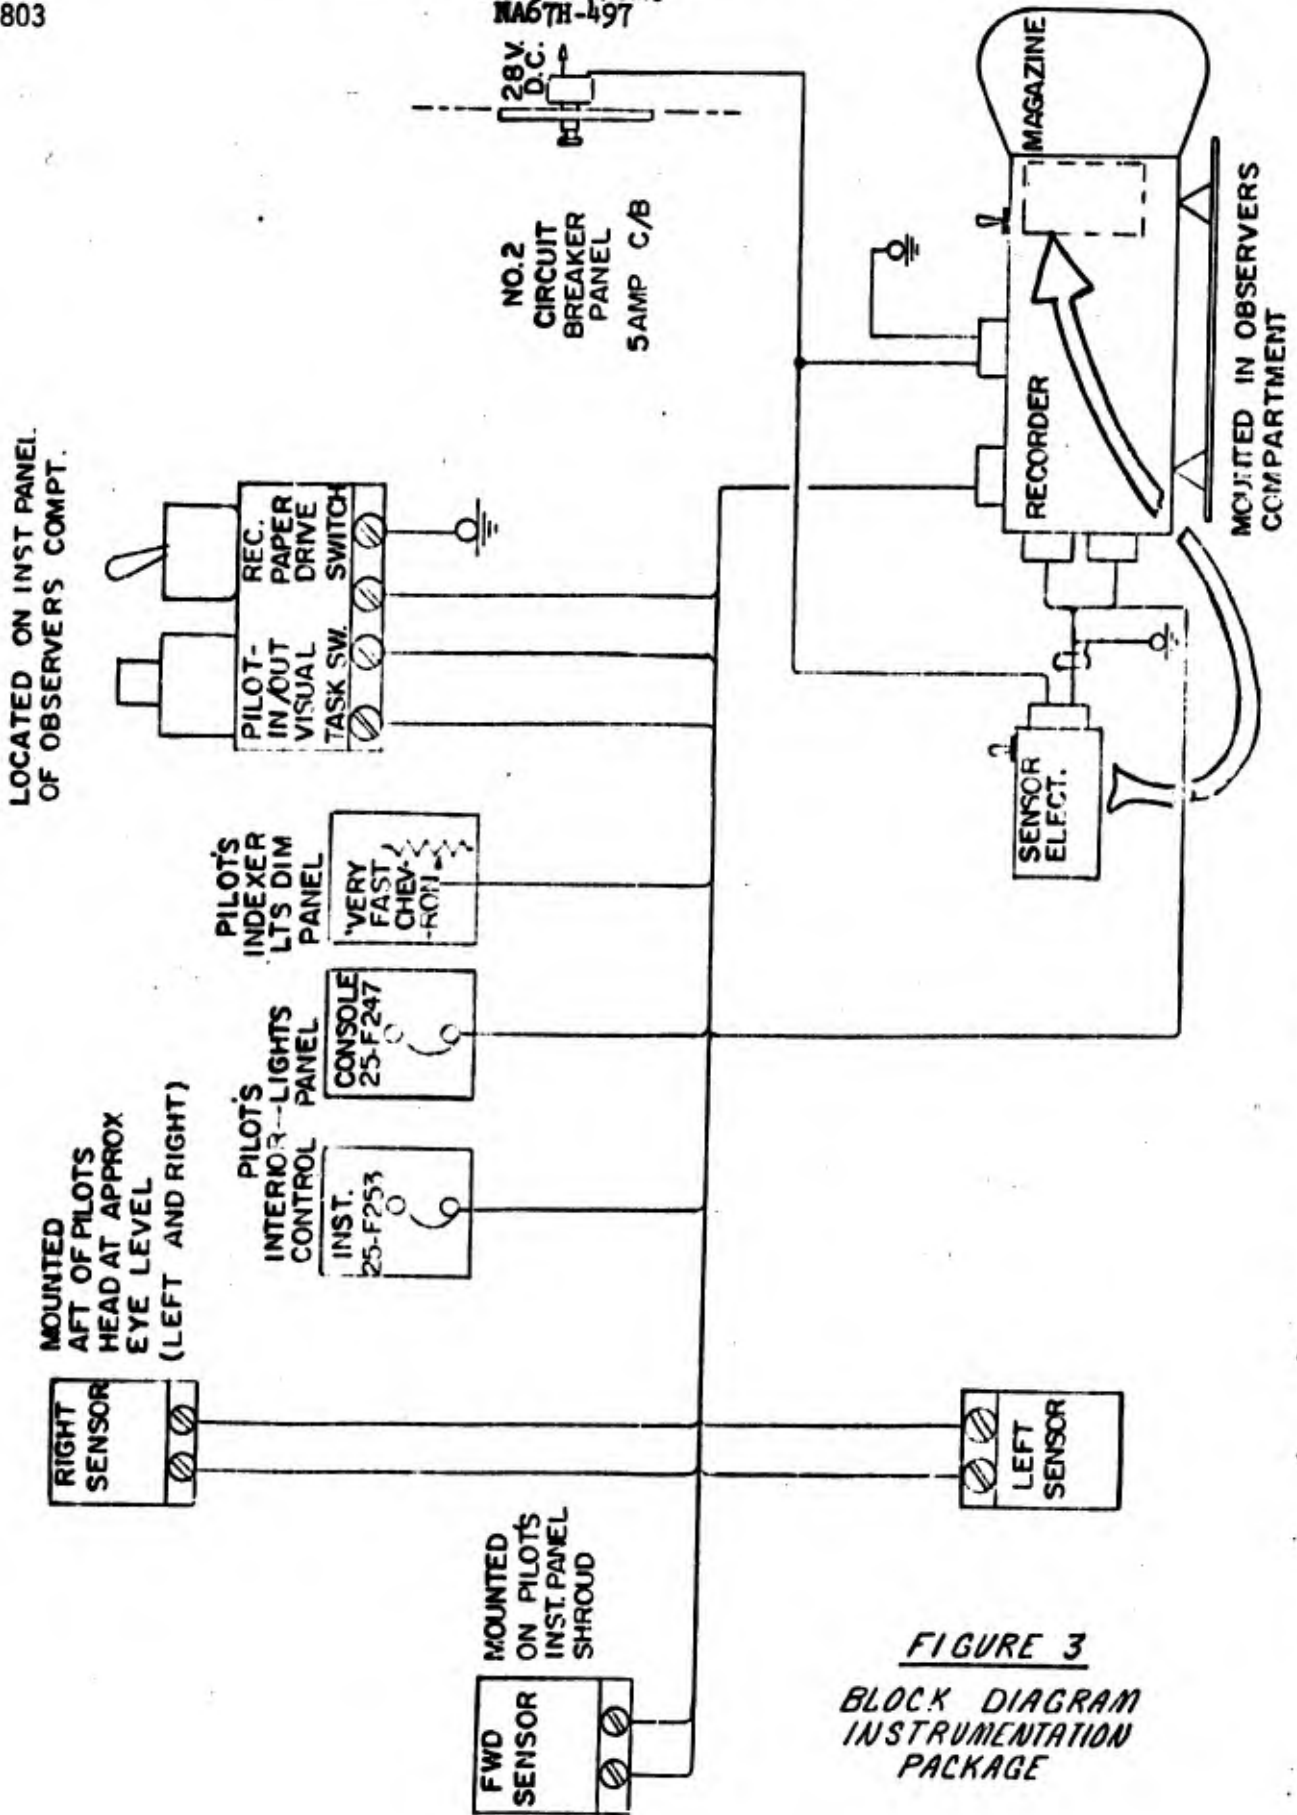 803
NA67H-497
LOCATED ON INST PANEL.
OF OBSERVERS COMPT.
PILOT-
IN/OUT
VISUAL
TASK SW.
REC.
PAPER
DRIVE
SWITCH
28V.
D.C.
NO.2
CIRCUIT
BREAKER
PANEL
5AMP C/B
PILOT'S
INDEXER
LTS DIM
PANEL
"VERY
FAST
CHEV-
-RON
PILOT'S
INTERIOR--LIGHTS
CONTROL PANEL
CONSOLE
25-F247
INST.
25-F253
MOUNTED
AFT OF PILOTS
HEAD AT APPROX
EYE LEVEL
(LEFT AND RIGHT)
RIGHT
SENSOR
LEFT
SENSOR
MOUNTED
ON PILOT'S
INST. PANEL
SHROUD
FWD
SENSOR
SENSOR
ELECT.
RECORDER
MAGAZINE
MOUNTED IN OBSERVERS
COMPARTMENT
FIGURE 3
BLOCK DIAGRAM
INSTRUMENTATION
PACKAGE